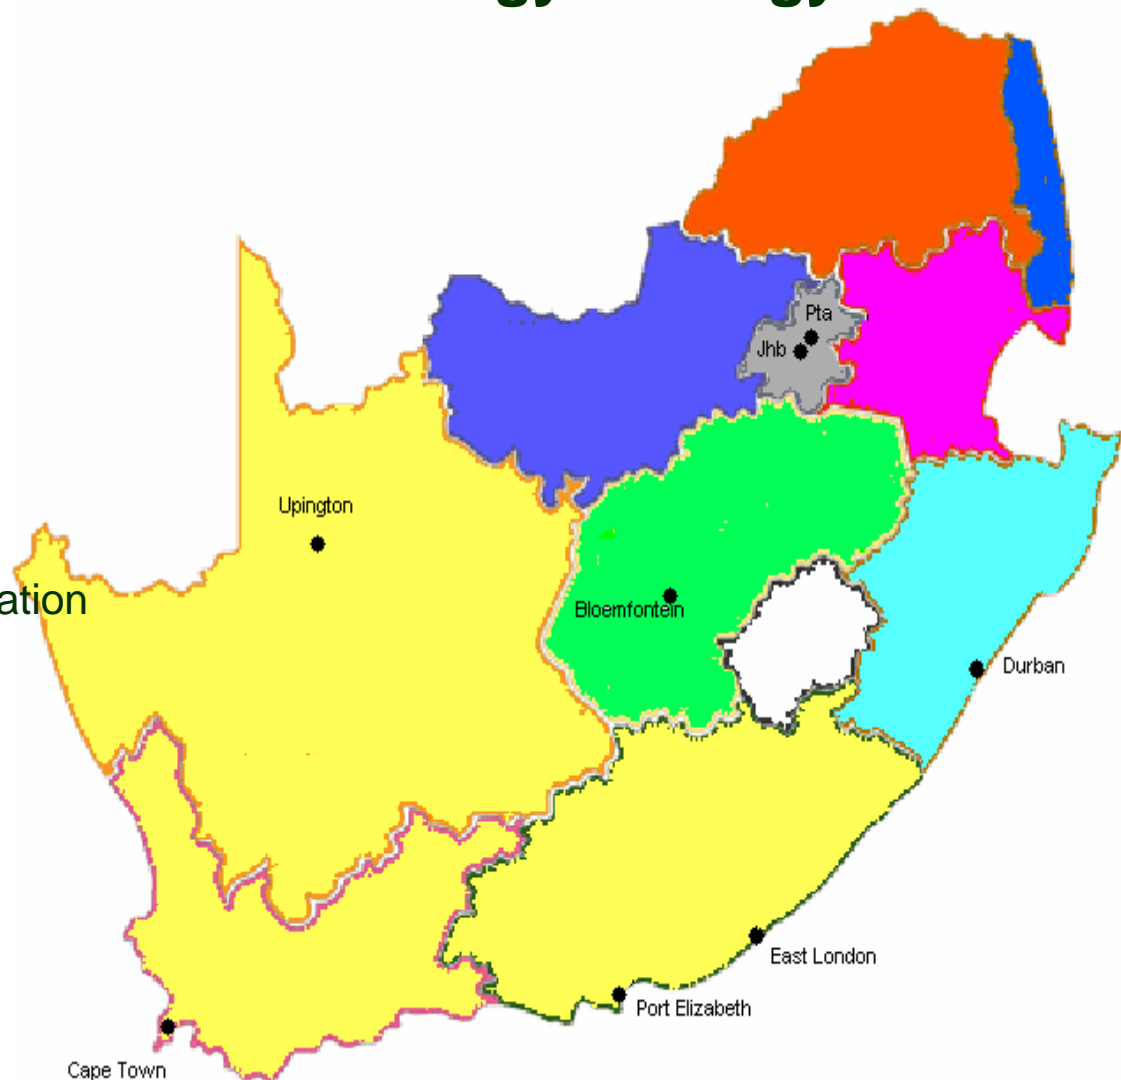 Pta
Jhb
Upington
ation
Bloemfontein
Durban
East London
Port Elizabeth
Cape Town